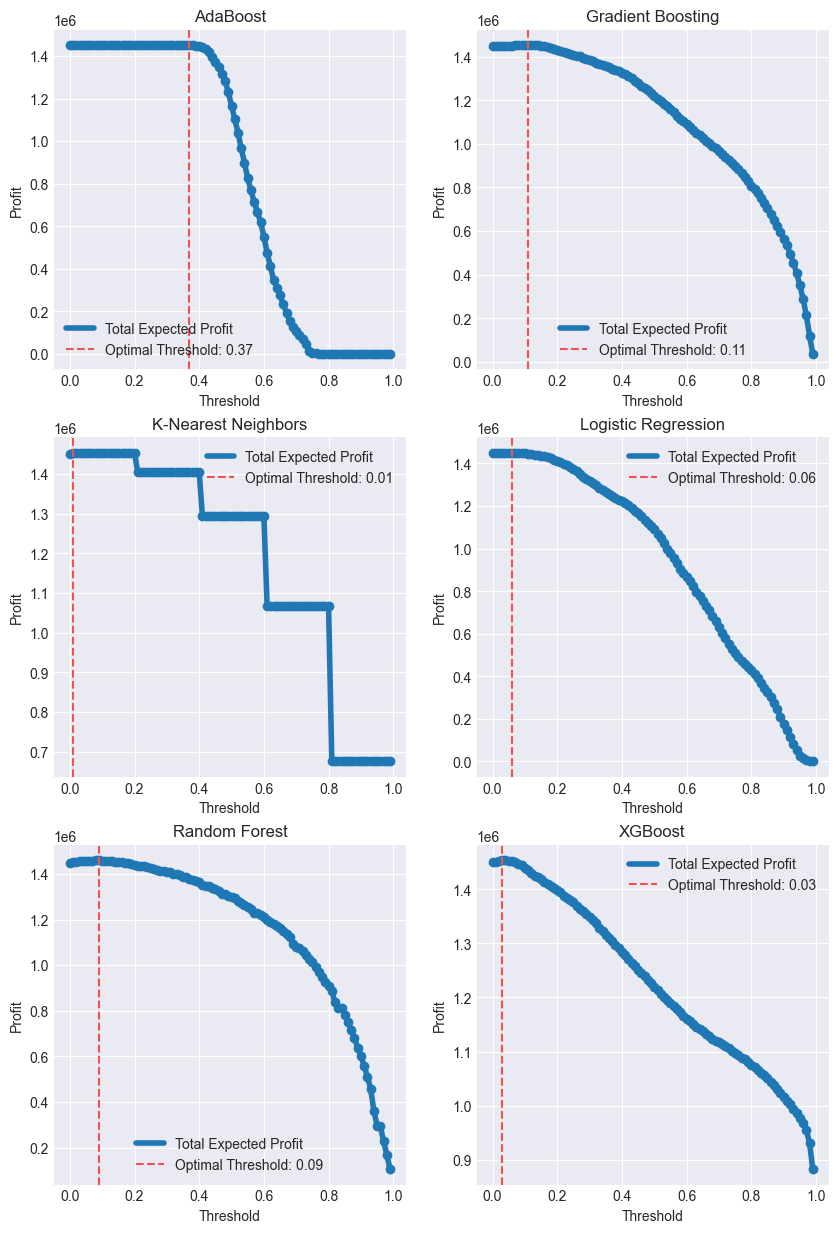 AdaBoost
1e6
1.4
1.2
1.0
0.8
0.6
0.4
0.2
0.0
Profit
Total Expected Profit
Optimal Threshold: 0.37
0.0 0.2 0.4 0.6 0.8 1.0
Threshold
Gradient Boosting
1e6
1.4
1.2
1.0
0.8
0.6
0.4
0.2
0.0
Profit
Total Expected Profit
Optimal Threshold: 0.11
0.0 0.2 0.4 0.6 0.8 1.0
Threshold
K-Nearest Neighbors
1e6
Total Expected Profit
Optimal Threshold: 0.01
1.4
1.3
1.2
1.1
1.0
0.9
0.8
0.7
Profit
0.0 0.2 0.4 0.6 0.8 1.0
Threshold
Logistic Regression
1e6
Total Expected Profit
Optimal Threshold: 0.06
1.4
1.2
1.0
0.8
0.6
0.4
0.2
0.0
Profit
0.0 0.2 0.4 0.6 0.8 1.0
Threshold
Random Forest
1e6
1.4
1.2
1.0
0.8
0.6
0.4
0.2
Profit
Total Expected Profit
Optimal Threshold: 0.09
0.0 0.2 0.4 0.6 0.8 1.0
Threshold
XGBoost
1e6
Total Expected Profit
Optimal Threshold: 0.03
1.4
1.3
1.2
1.1
1.0
0.9
Profit
0.0 0.2 0.4 0.6 0.8 1.0
Threshold